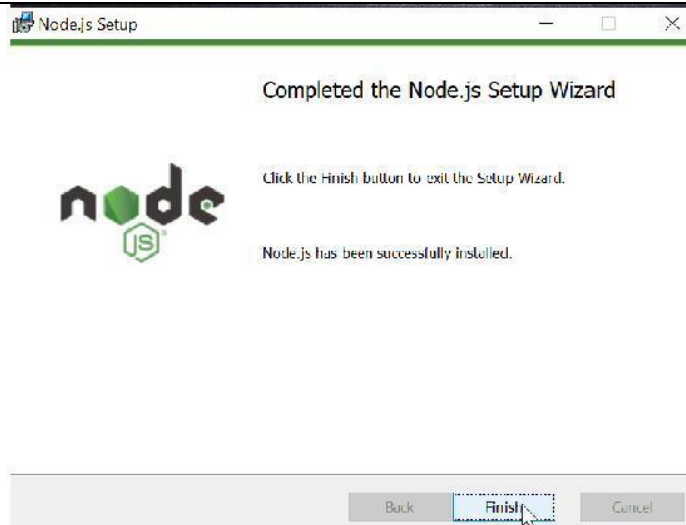 Node.js Setup
Completed the Node.js Setup Wizard
Click the Finish button to exit the Setup Wizard.
node
JS
Node.js has been successfully installed.
Back
Finish
Cancel